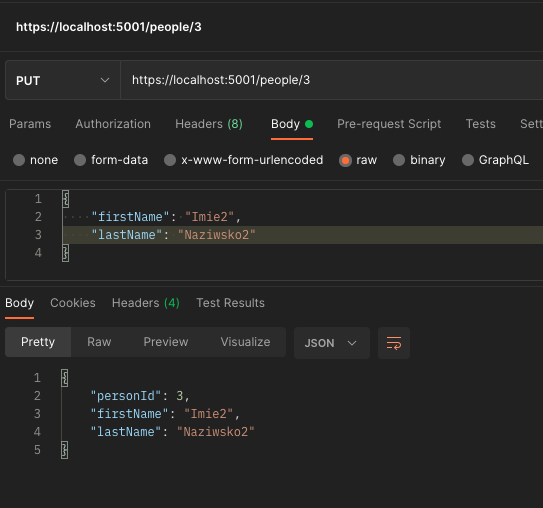 https://localhost:5001/people/3
PUT https://localhost:5001/people/3
Params Authorization Headers (8) Body Pre-request Script Tests Sett
none form-data x-www-form-urlencoded raw binary GraphQL
1 {
2 "firstName": "Imie2",
3 "lastName": "Naziwsko2"
4 }
Body Cookies Headers (4) Test Results
Pretty Raw Preview Visualize JSON
1 {
2 "personId": 3,
3 "firstName": "Imie2",
4 "lastName": "Naziwsko2"
5 }